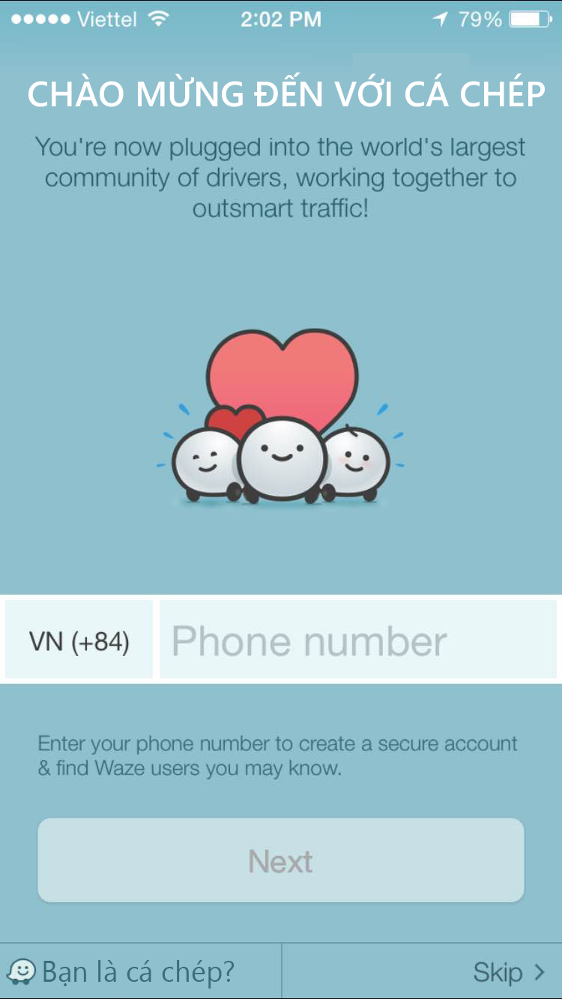 Viettel 2:02 PM 79%
CHÀO MỪNG ĐẾN VỚI CÁ CHÉP
You're now plugged into the world's largest
community of drivers, working together to
outsmart traffic!
VN (+84) Phone number
Enter your phone number to create a secure account
& find Waze users you may know.
Next
Bạn là cá chép? Skip